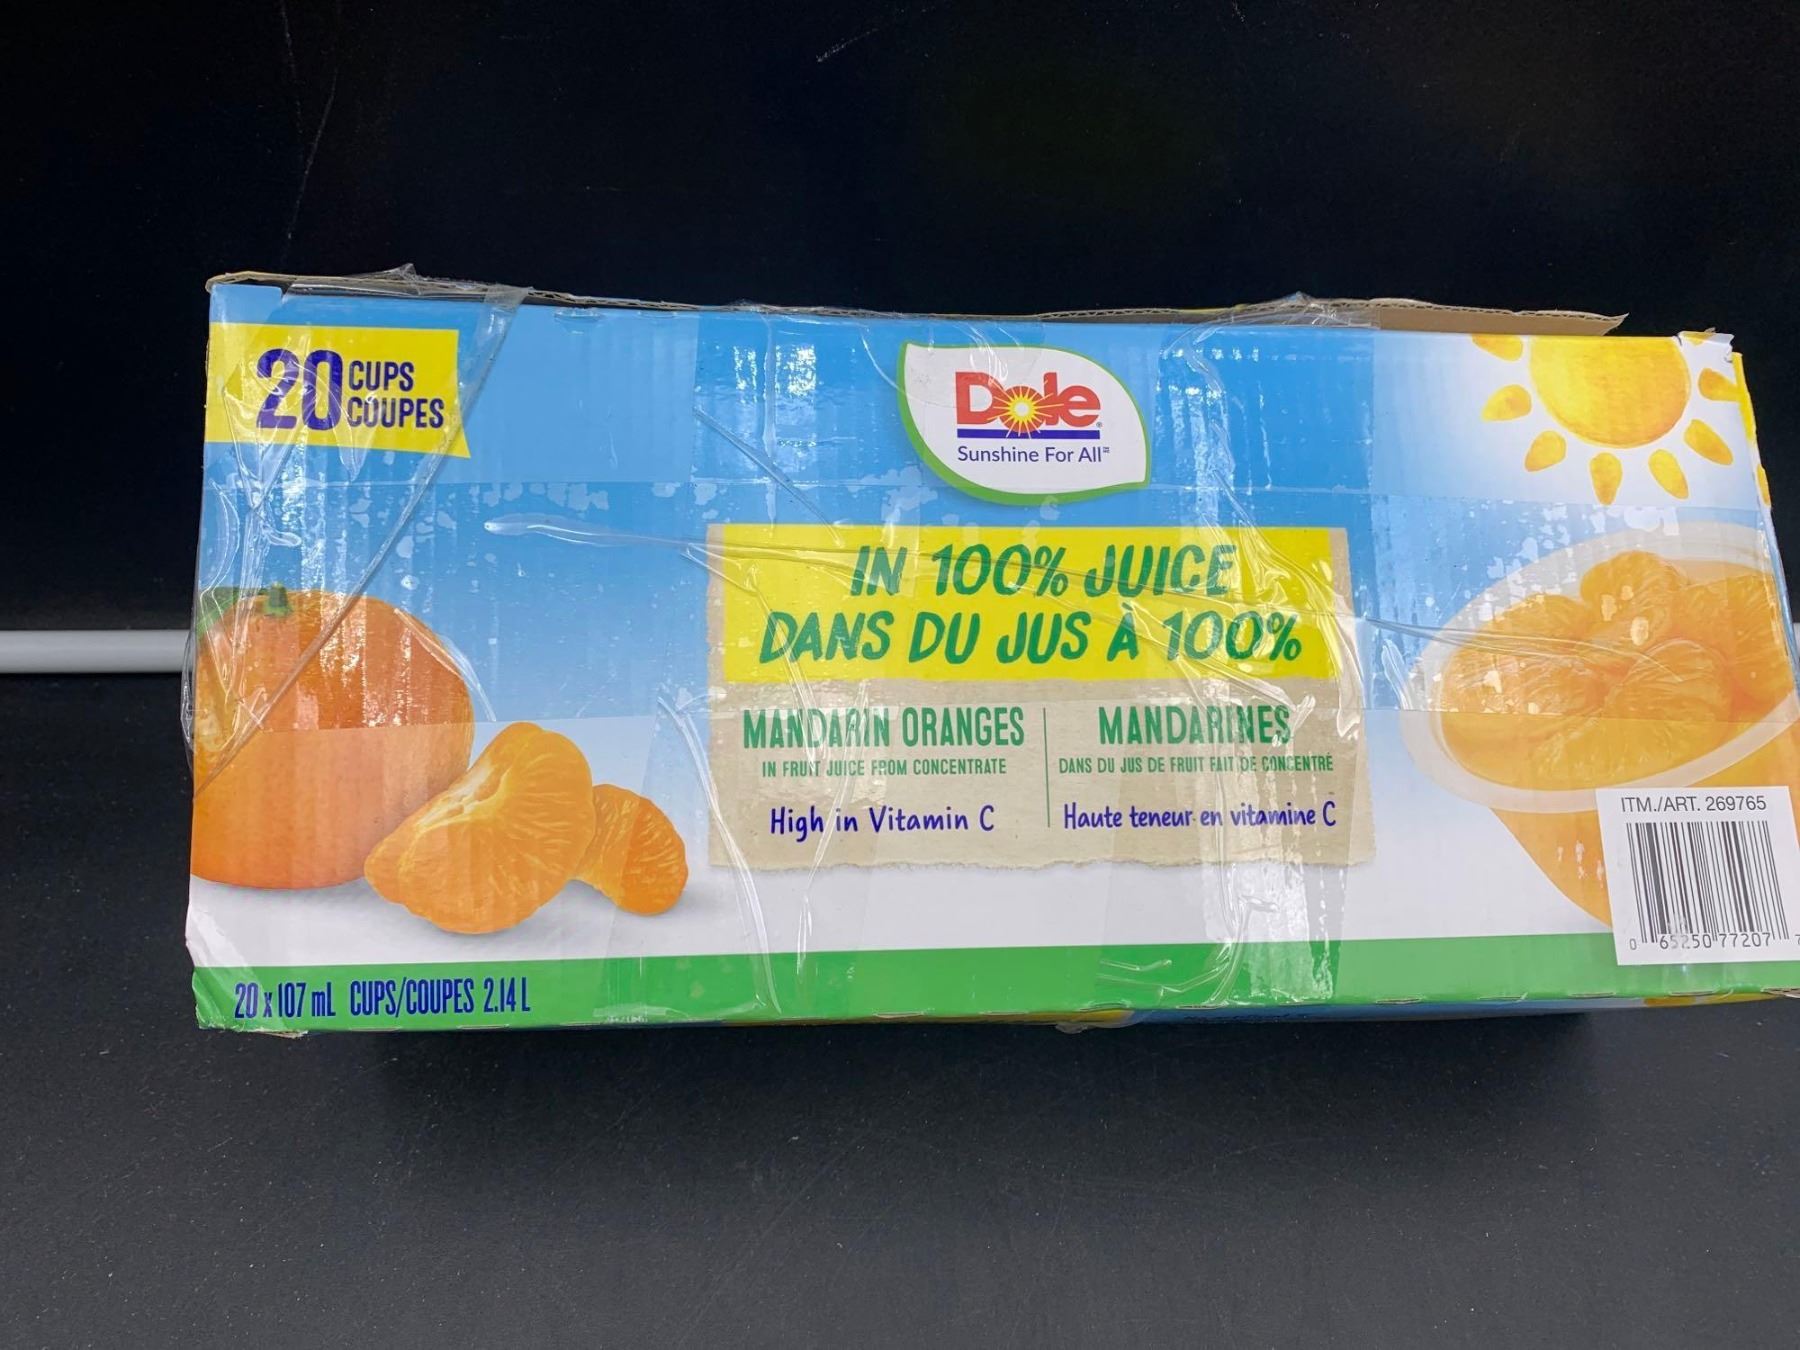 20 CUPS
COUPES
Dole®
Sunshine For All
IN 100% JUICE
DANS DU JUS À 100%
MANDARIN ORANGES
IN FRUIT JUICE FROM CONCENTRATE
High in Vitamin C
MANDARINES
DANS DU JUS DE FRUIT FAIT DE CONCENTRÉ
Haute teneur en vitamine C
ITM./ART. 269765
0 65250 77207 7
20 x 107 mL CUPS/COUPES 2.14 L